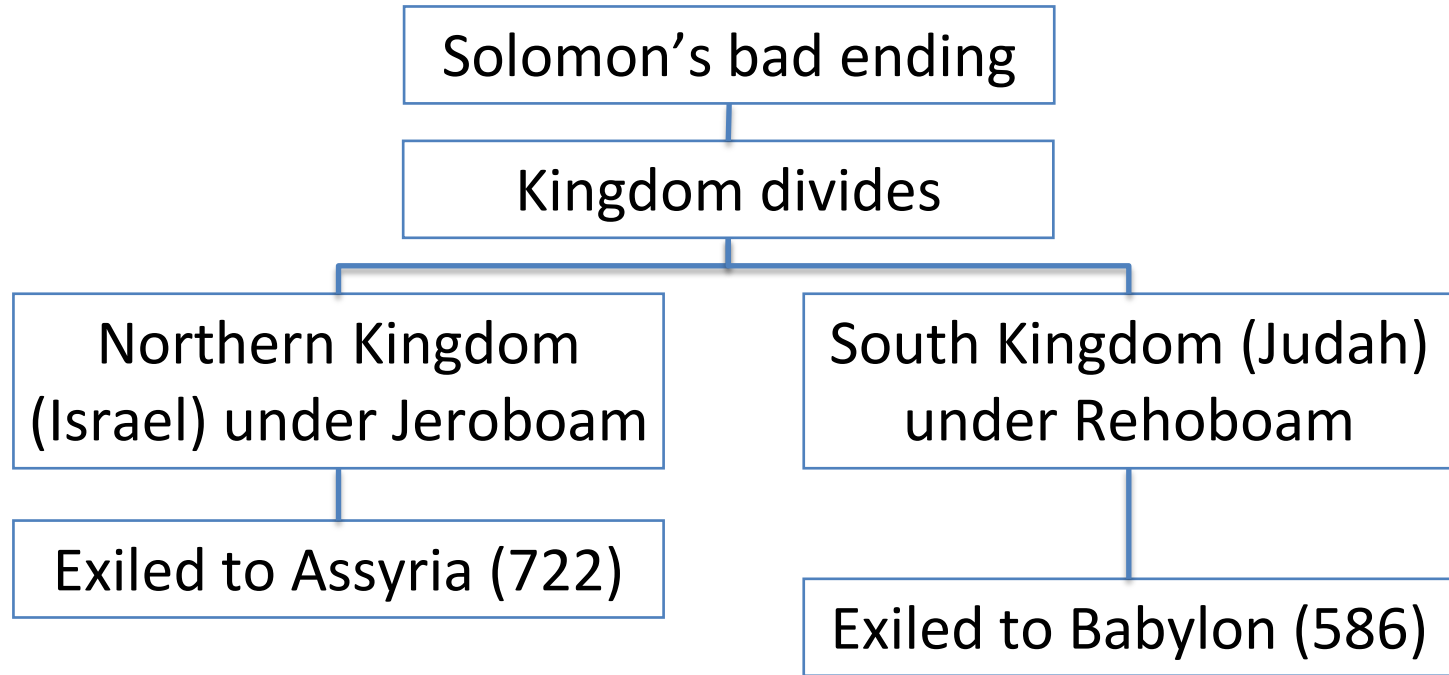 Solomon’s bad ending
Kingdom divides
Northern Kingdom
(Israel) under Jeroboam
South Kingdom (Judah)
under Rehoboam
Exiled to Assyria (722)
Exiled to Babylon (586)